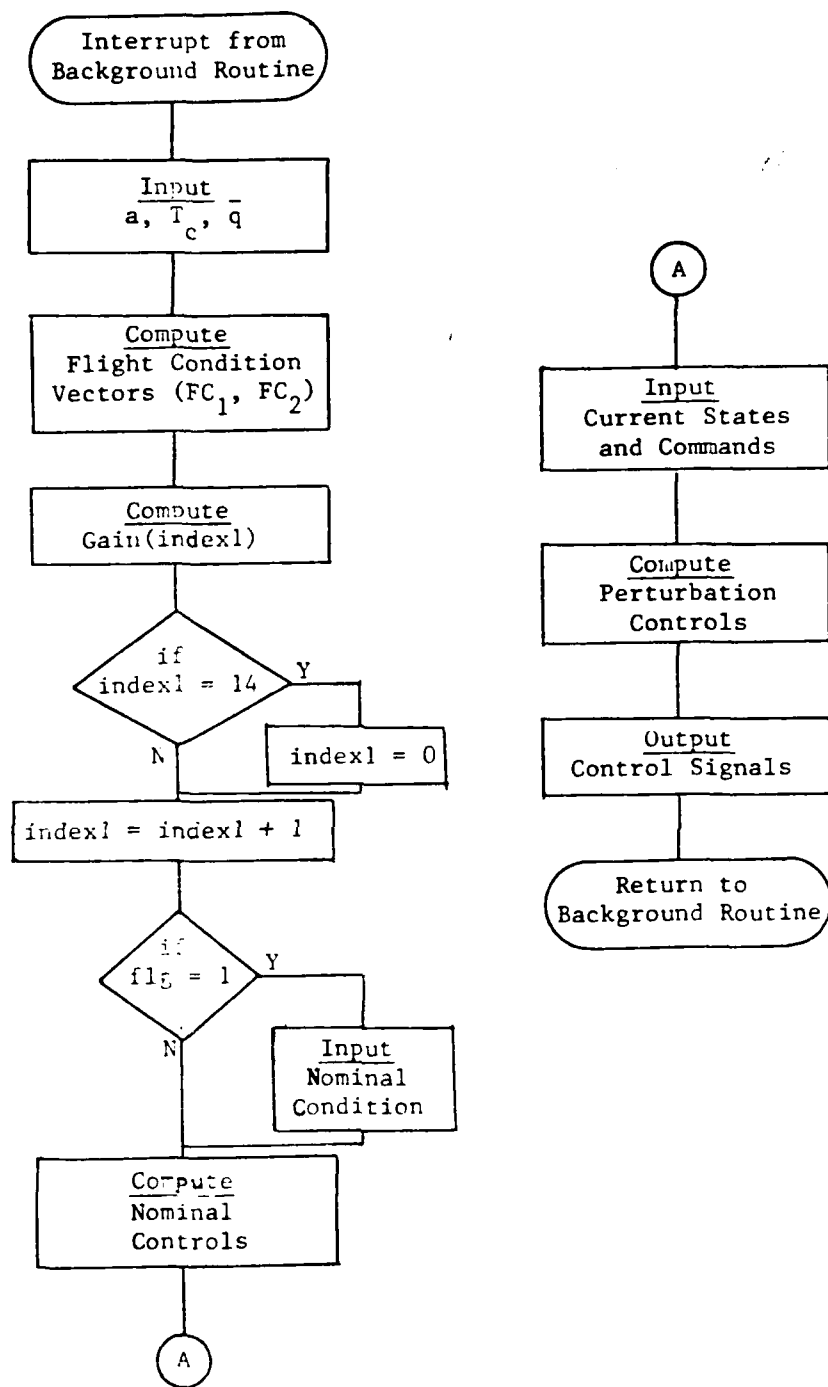 Interrupt from
Background Routine
Input
a, T_c, q̅
Compute
Flight Condition
Vectors (FC_1, FC_2)
Compute
Gain(index1)
if
index1 = 14
Y
N
index1 = 0
index1 = index1 + 1
if
flg = 1
Y
N
Input
Nominal
Condition
Compute
Nominal
Controls
A
A
Input
Current States
and Commands
Compute
Perturbation
Controls
Output
Control Signals
Return to
Background Routine